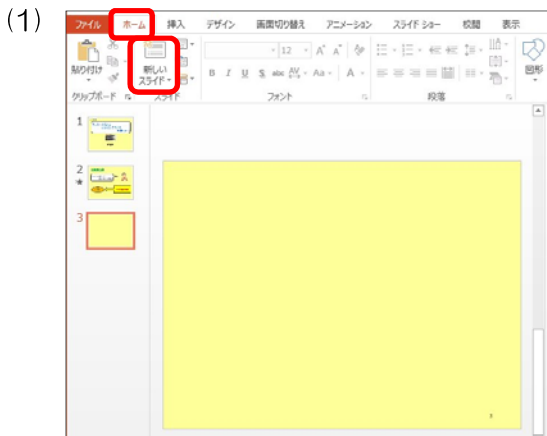 (1)
ファイル ホーム 挿入 デザイン 画面切り替え アニメーション スライド ショー 校閲 表示
12 A A
貼り付け 新しい スライド B I U S abc AV Aa A 図形
クリップボード スライド フォント 段落
1
2
3